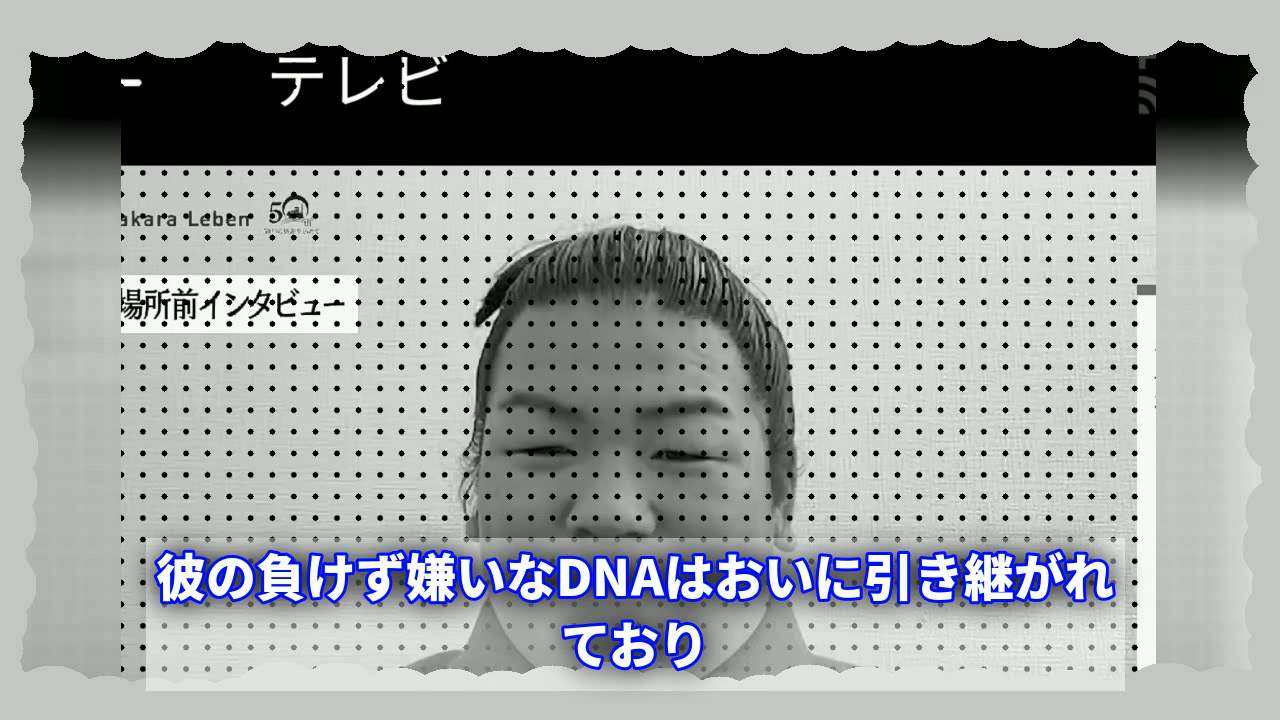 ー テレビ
akara Leben
場所前インタビュー
彼の負けず嫌いなDNAはおいに引き継がれ
ており